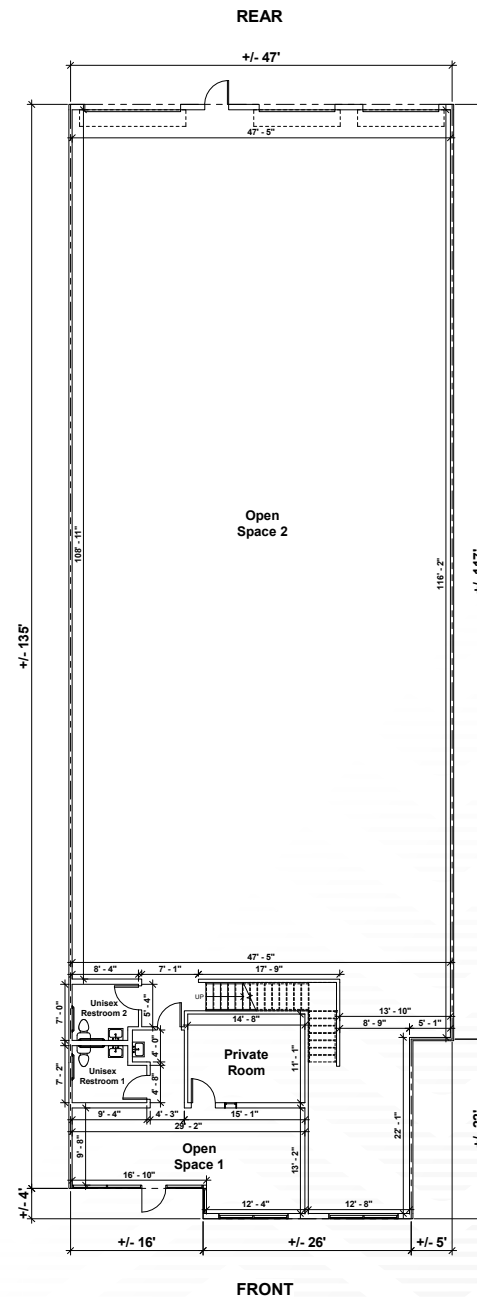 REAR
+/- 47'
47' - 5"
Open
Space 2
108' - 11"
116' - 2"
+/- 135'
47' - 5"
8' - 4"
7' - 1"
17' - 9"
UP
7' - 0"
Unisex
Restroom 2
5' - 4"
13' - 10"
14' - 8"
8' - 9"
5' - 1"
4' - 0"
Private
Room
11' - 1"
7' - 2"
Unisex
Restroom 1
4' - 8"
22' - 1"
9' - 4"
4' - 3"
15' - 1"
29' - 2"
9' - 8"
Open
Space 1
13' - 2"
16' - 10"
12' - 4"
12' - 8"
+/- 4'
+/- 16'
+/- 26'
+/- 5'
FRONT